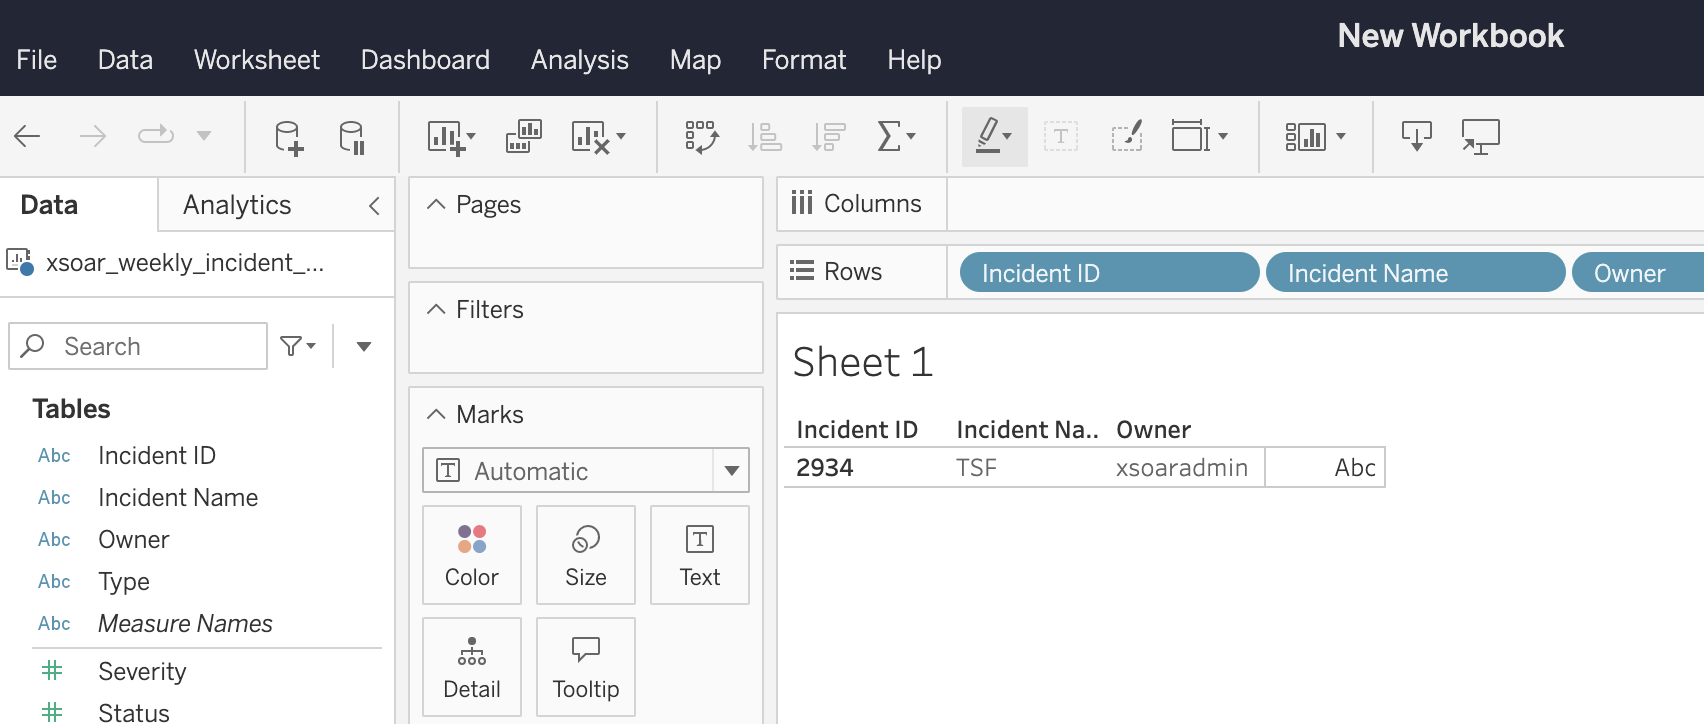 New Workbook
File Data Worksheet Dashboard Analysis Map Format Help
Data
Analytics
xsoar_weekly_incident_...
Search
Tables
Abc Incident ID
Abc Incident Name
Abc Owner
Abc Type
Abc Measure Names
Severity
Status
Pages
Filters
Marks
T Automatic
Color
Size
T
Text
Detail
Tooltip
Columns
Rows Incident ID Incident Name Owner
Sheet 1
Incident ID Incident Na.. Owner
2934 TSF xsoaradmin Abc